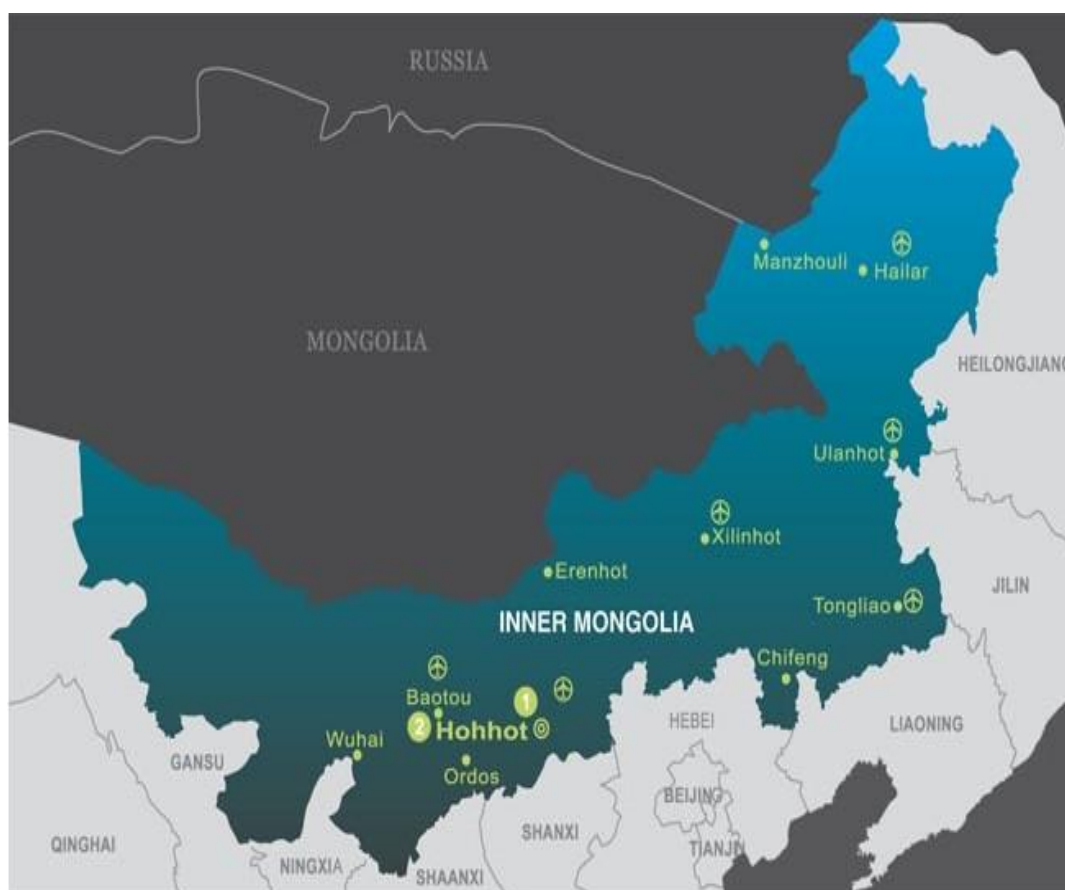 RUSSIA
Manzhouli
Hailar
MONGOLIA
HEILONGJIANG
Ulanhot
Xilinhot
Erenhot
JILIN
Tongliao
INNER MONGOLIA
Chifeng
Baotou
1
2
Hohhot
HEBEI
LIAONING
Wuhai
GANSU
Ordos
BEIJING
SHANXI
QINGHAI
TIANJIN
NINGXIA
SHAANXI